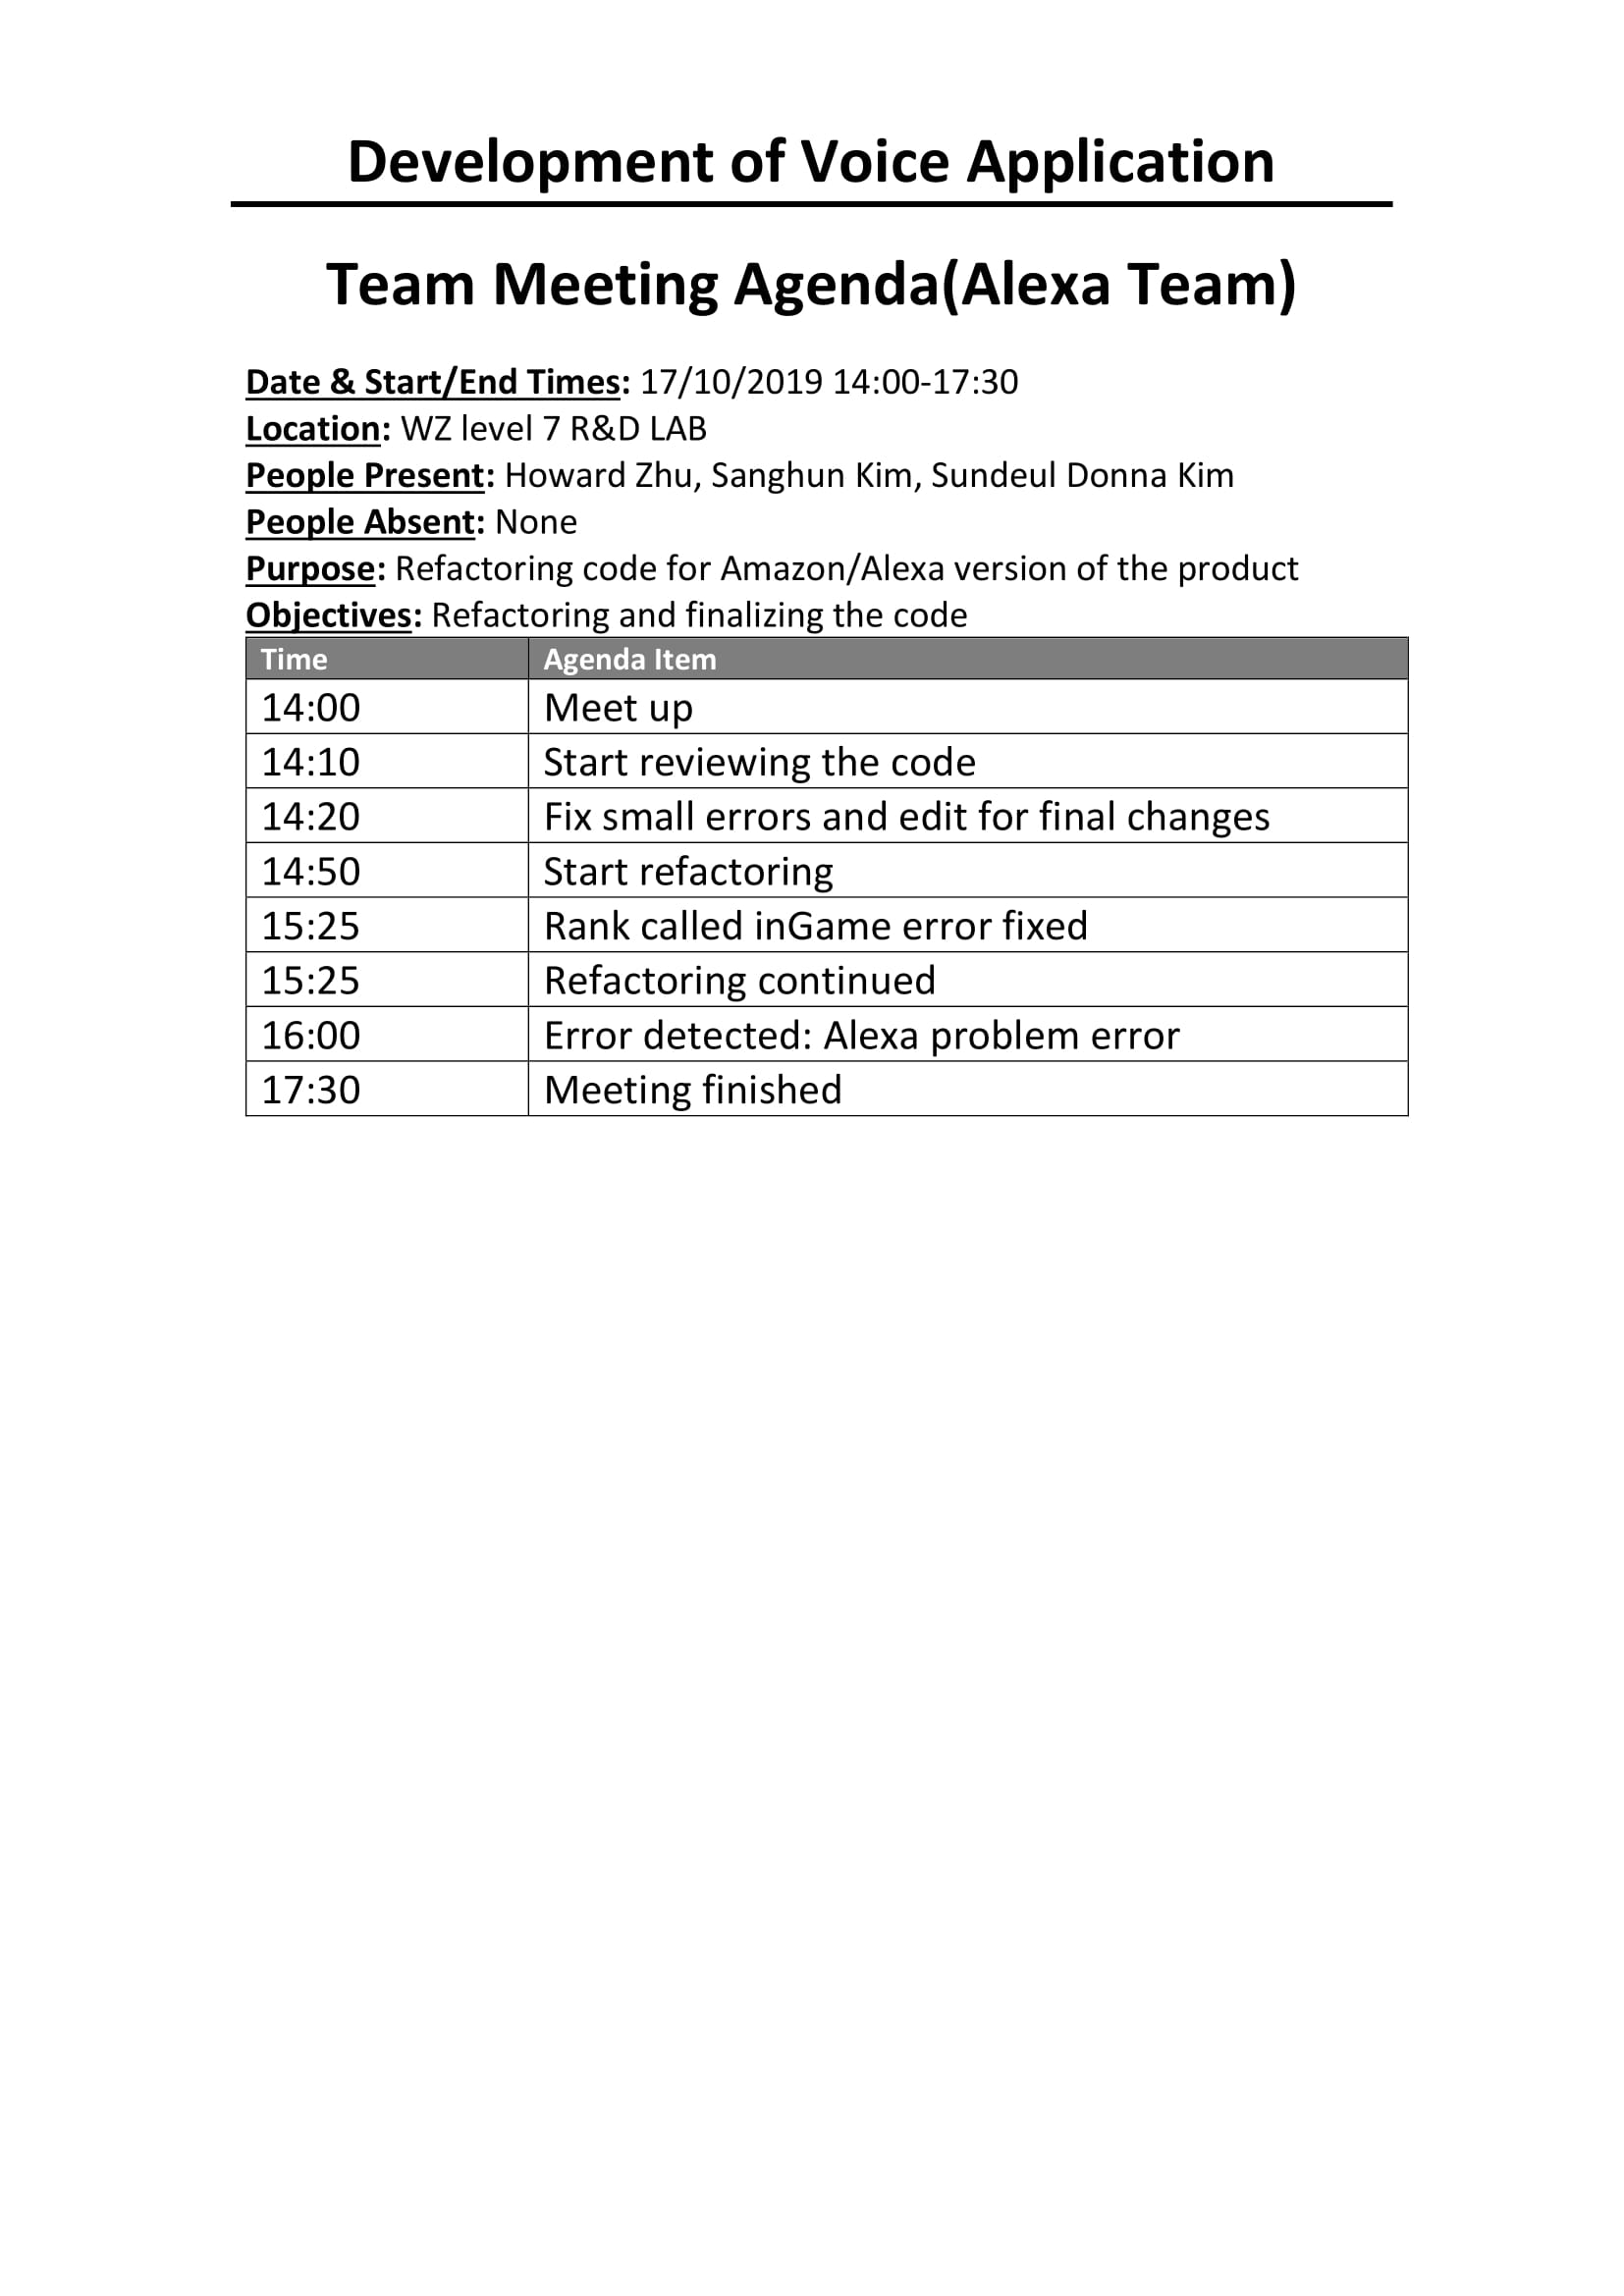 Development of Voice Application
Team Meeting Agenda(Alexa Team)
Date & Start/End Times: 17/10/2019 14:00-17:30
Location: WZ level 7 R&D LAB
People Present: Howard Zhu, Sanghun Kim, Sundeul Donna Kim
People Absent: None
Purpose: Refactoring code for Amazon/Alexa version of the product
Objectives: Refactoring and finalizing the code
Time Agenda Item
14:00 Meet up
14:10 Start reviewing the code
14:20 Fix small errors and edit for final changes
14:50 Start refactoring
15:25 Rank called inGame error fixed
15:25 Refactoring continued
16:00 Error detected: Alexa problem error
17:30 Meeting finished